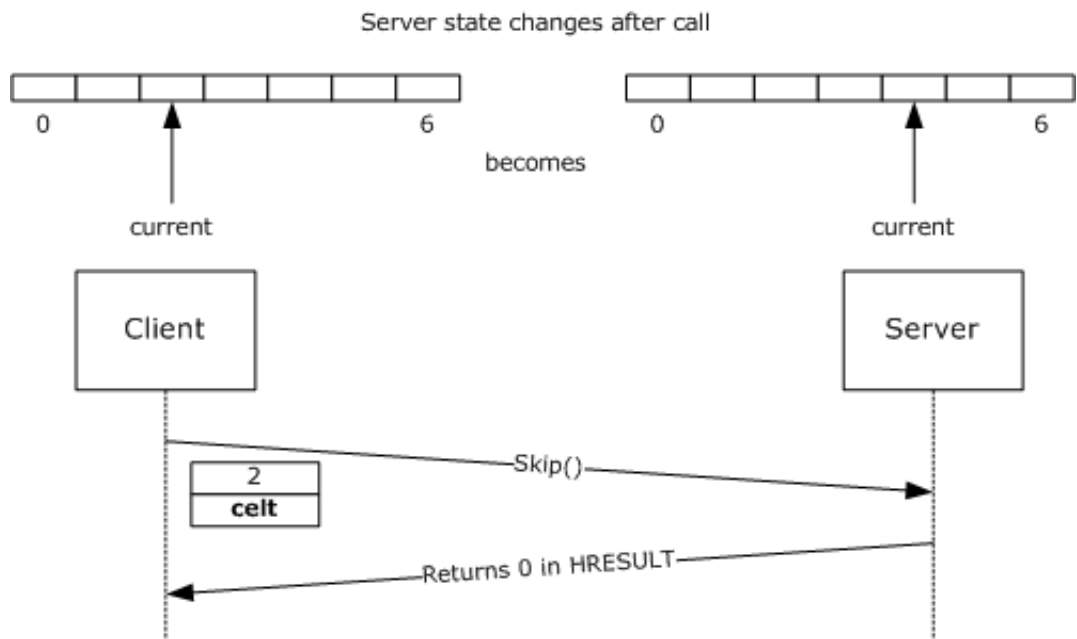 Server state changes after call
0 6 0 6
becomes
current current
Client Server
Skip()
2
celt
Returns 0 in HRESULT